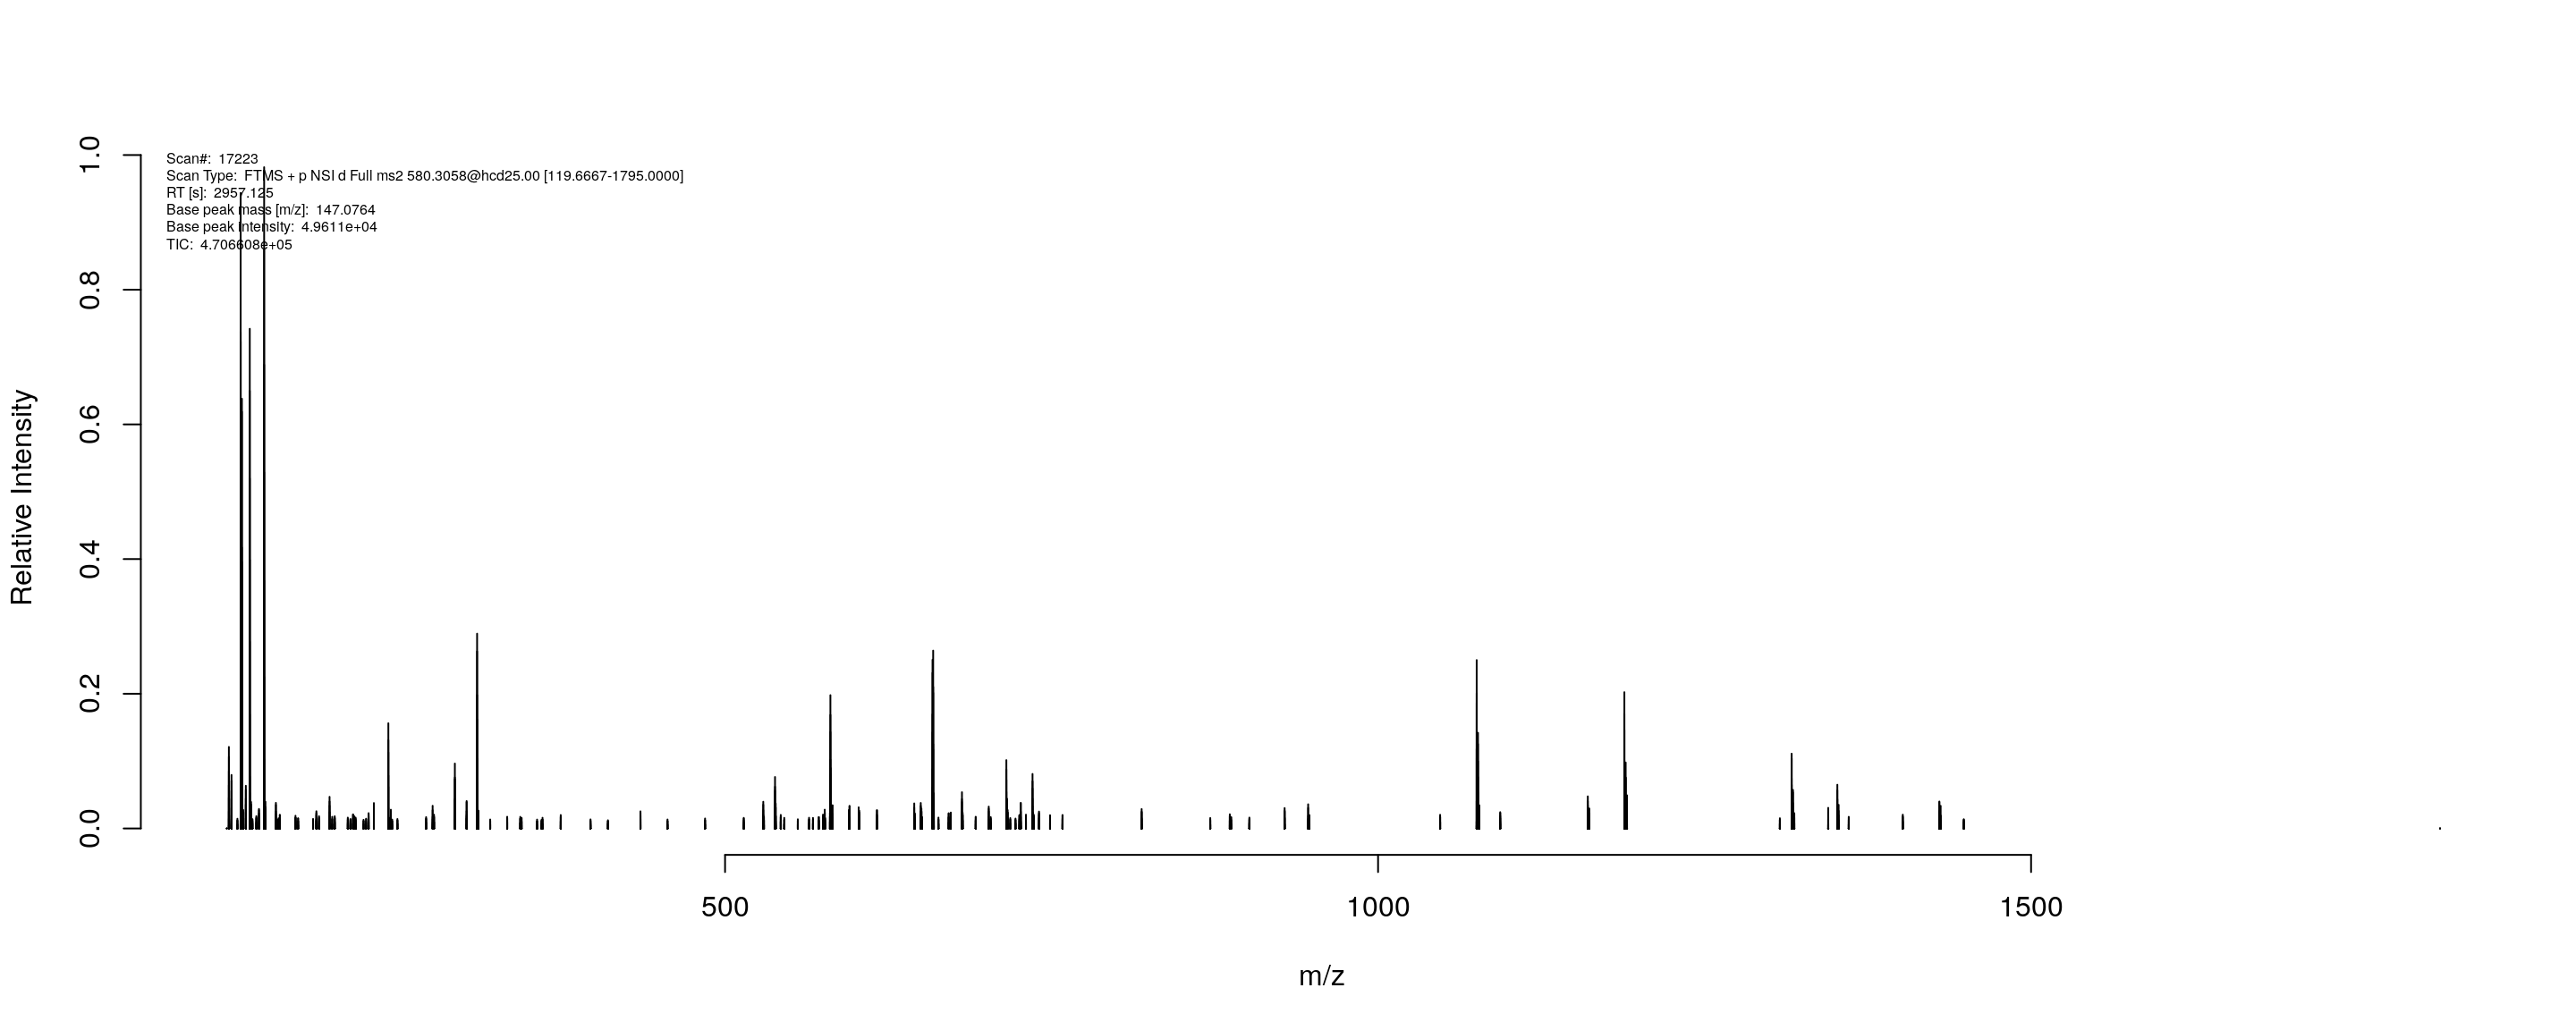 Scan#: 17223
Scan Type: FTMS + p NSI d Full ms2 580.3058@hcd25.00 [119.6667-1795.0000]
RT [s]: 2957.125
Base peak mass [m/z]: 147.0764
Base peak intensity: 4.9611e+04
TIC: 4.706608e+05
Relative Intensity
1.0
0.8
0.6
0.4
0.2
0.0
500 1000 1500
m/z